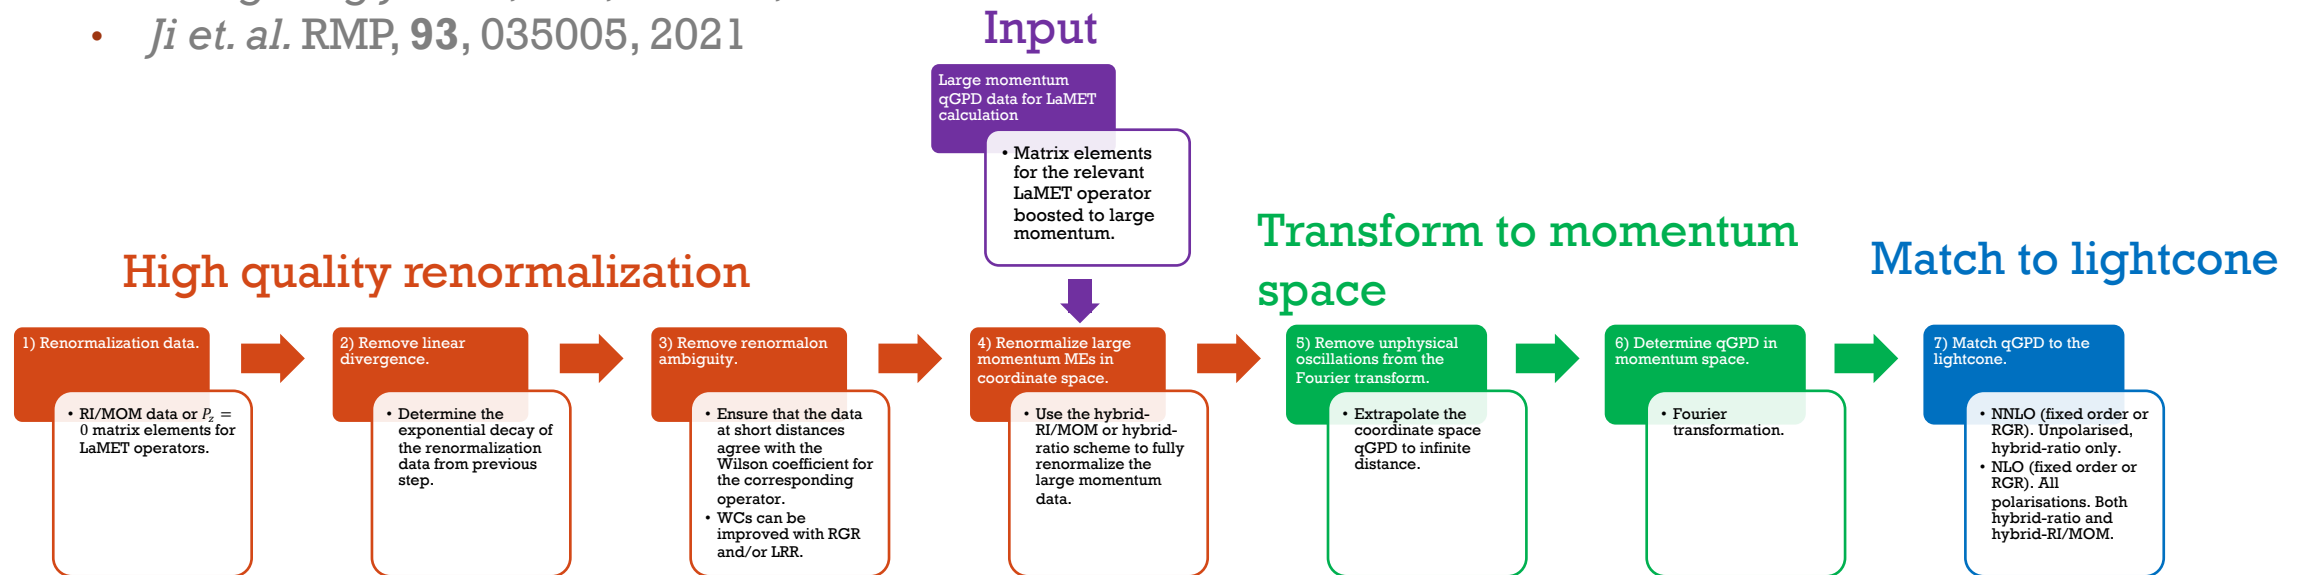 Ji et. al. RMP, 93, 035005, 2021
Input
Large momentum
qGPD data for LaMET
calculation
• Matrix elements
for the relevant
LaMET operator
boosted to large
momentum.
High quality renormalization
Transform to momentum
space
Match to lightcone
1) Renormalization data.
• RI/MOM data or P_z =
0 matrix elements for
LaMET operators.
2) Remove linear
divergence.
• Determine the
exponential decay of
the renormalization
data from previous
step.
3) Remove renormalon
ambiguity.
• Ensure that the data
at short distances
agree with the
Wilson coefficient for
the corresponding
operator.
• WCs can be
improved with RGR
and/or LRR.
4) Renormalize large
momentum MEs in
coordinate space.
• Use the hybrid-
RI/MOM or hybrid-
ratio scheme to fully
renormalize the
large momentum
data.
5) Remove unphysical
oscillations from the
Fourier transform.
• Extrapolate the
coordinate space
qGPD to infinite
distance.
6) Determine qGPD in
momentum space.
• Fourier
transformation.
7) Match qGPD to the
lightcone.
• NNLO (fixed order or
RGR). Unpolarised,
hybrid-ratio only.
• NLO (fixed order or
RGR). All
polarisations. Both
hybrid-ratio and
hybrid-RI/MOM.